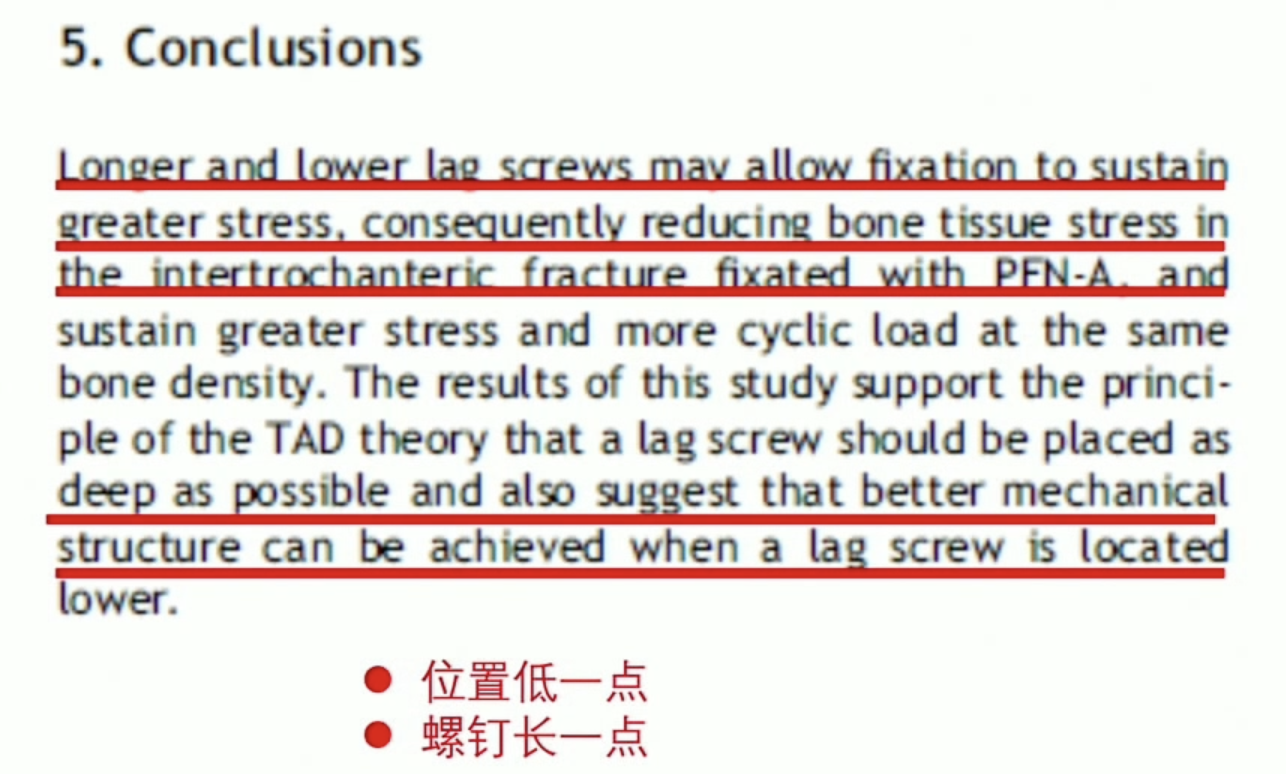 5. Conclusions
Longer and lower lag screws may allow fixation to sustain
greater stress, consequently reducing bone tissue stress in
the intertrochanteric fracture fixated with PFN-A, and
sustain greater stress and more cyclic load at the same
bone density. The results of this study support the princi-
ple of the TAD theory that a lag screw should be placed as
deep as possible and also suggest that better mechanical
structure can be achieved when a lag screw is located
lower.
● 位置低一点
● 螺钉长一点